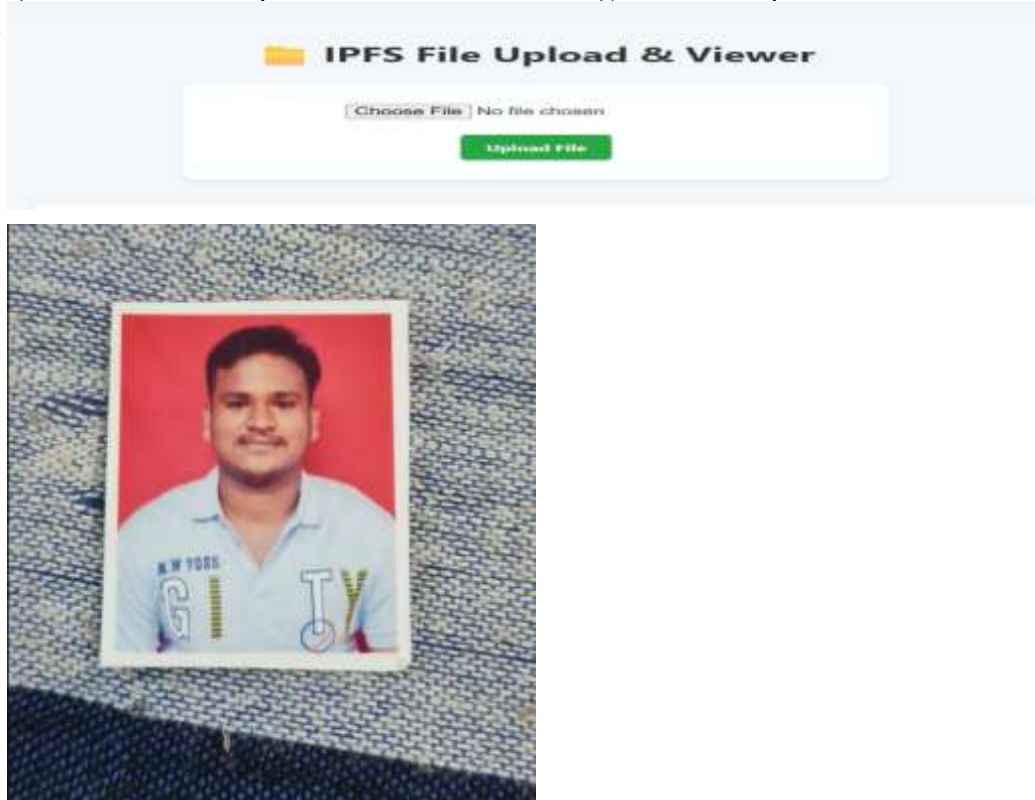 IPFS File Upload & Viewer
Choose File No file chosen
Upload File
N W YORK
GI TY